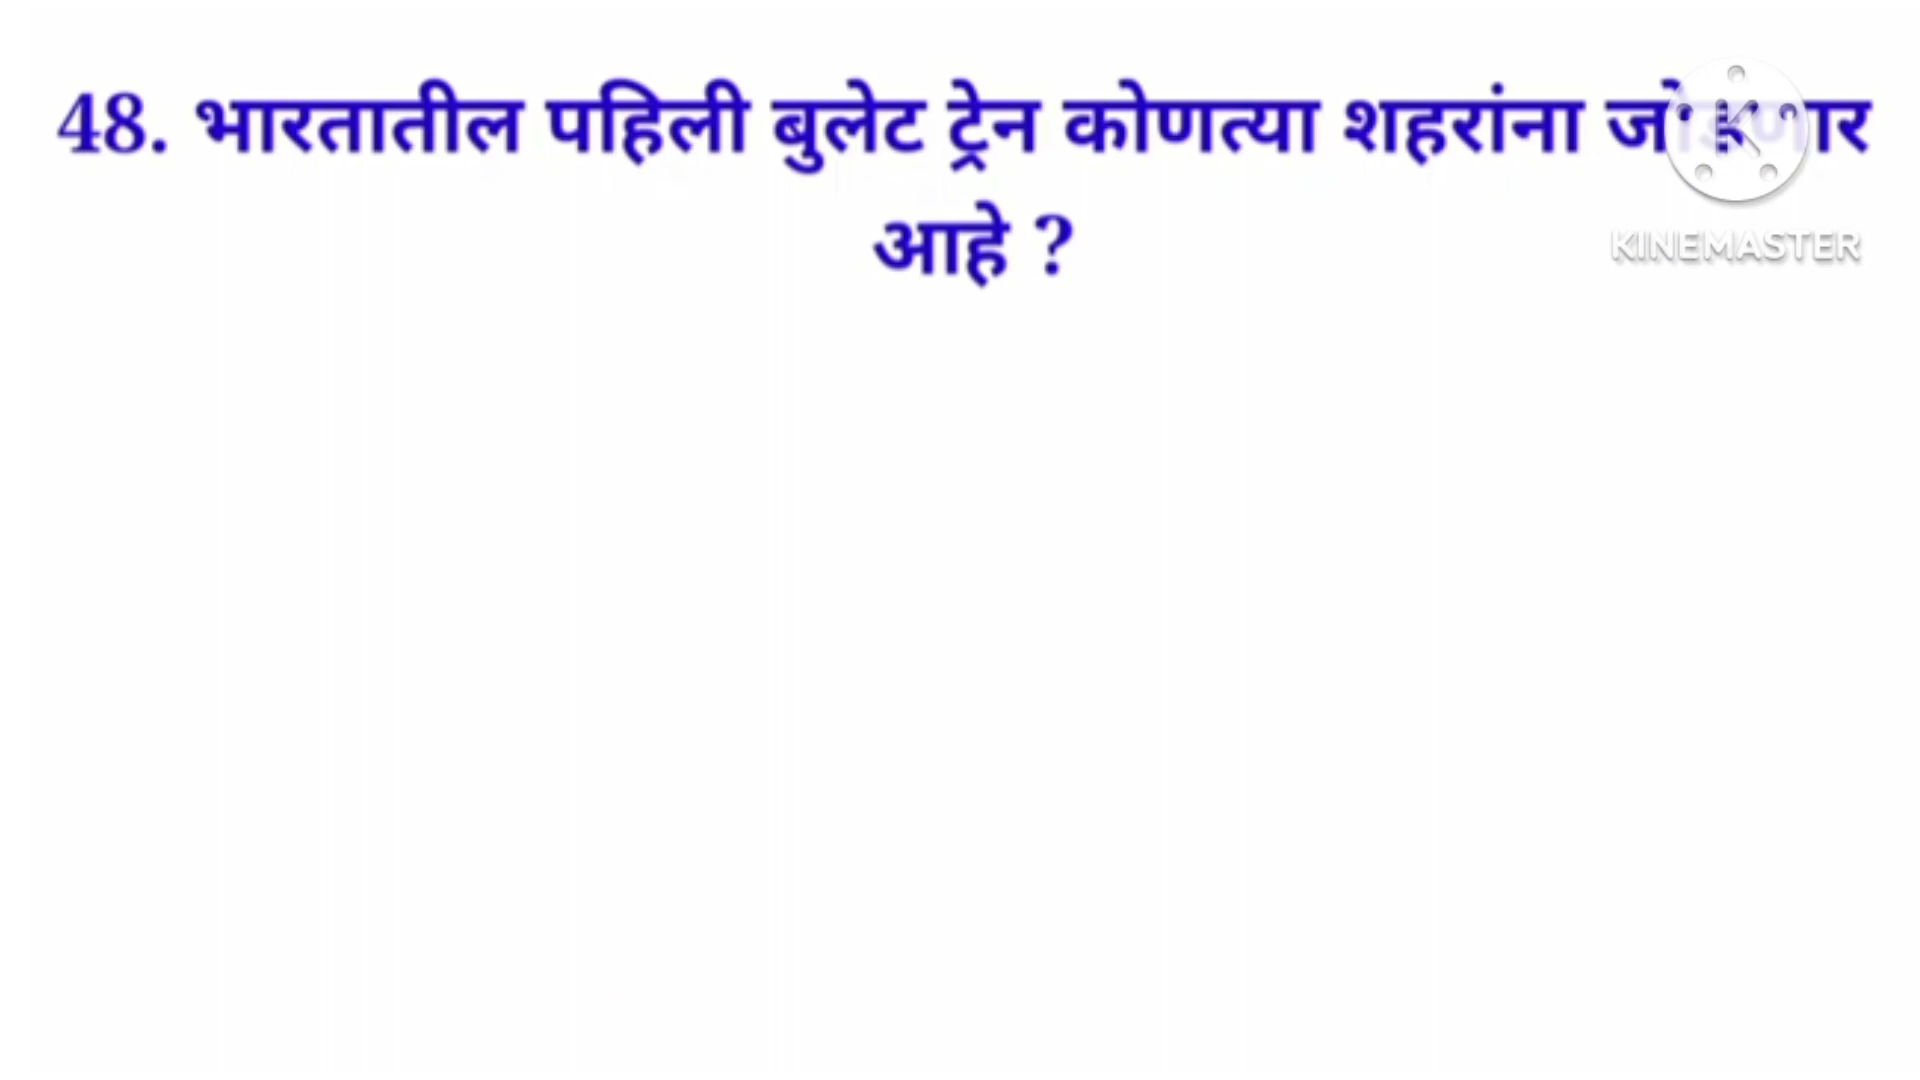 48. भारतातील पहिली बुलेट ट्रेन कोणत्या शहरांना जोडणार
आहे ?
KINEMASTER